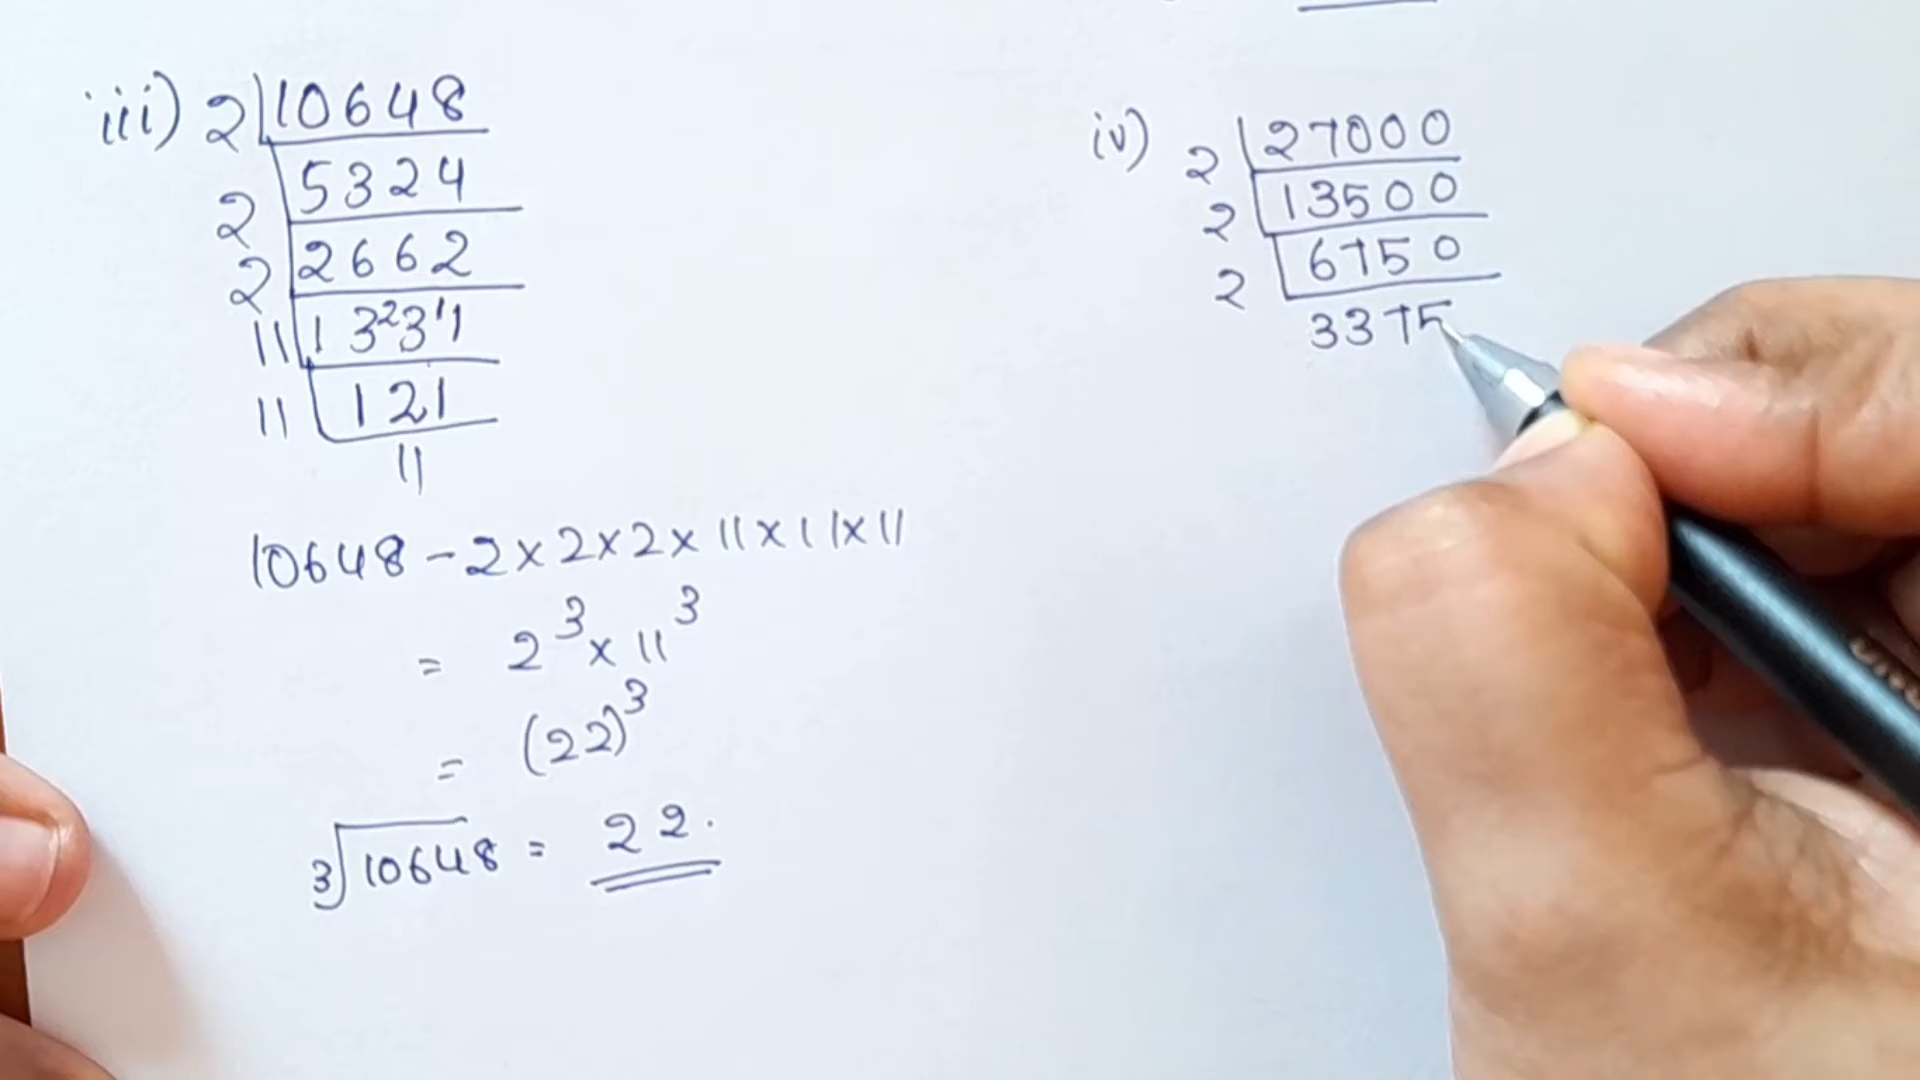 iii) 2 10648
2 5324
2 2662
11 13²3¹1
11 121
11
10648 - 2×2×2×11×11×11
= 2³×11³
= (22)³
∛10648 = 22.
iv) 2 27000
2 13500
2 6750
3375